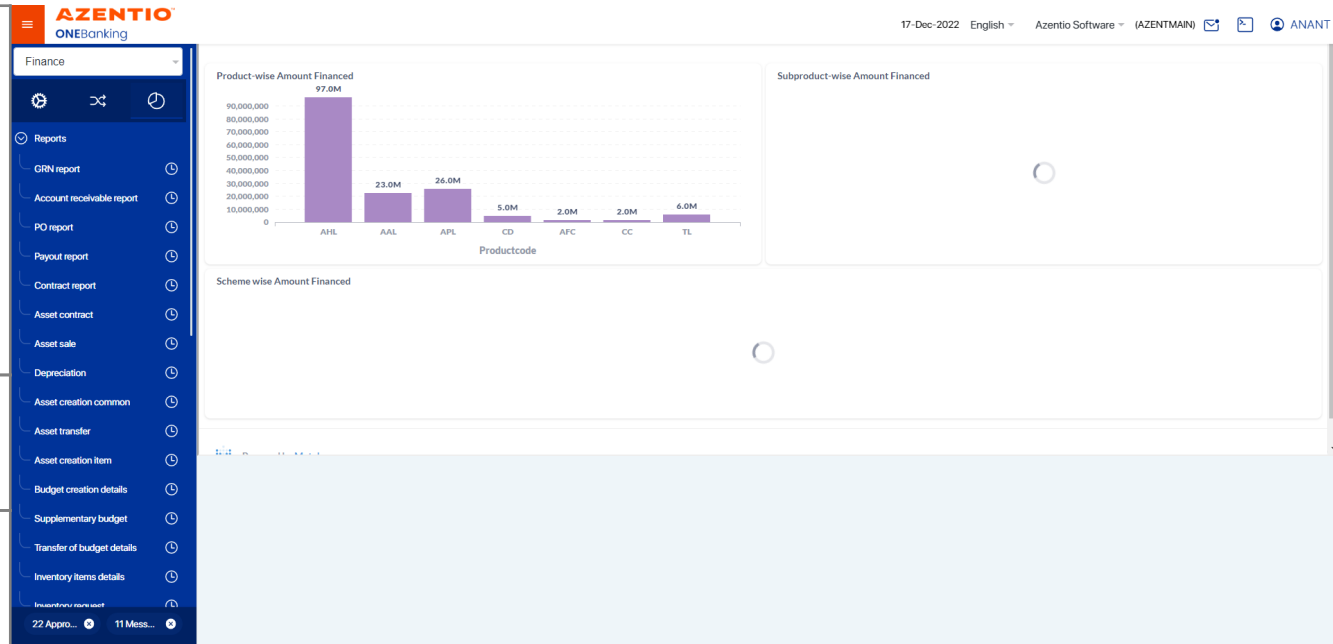 AZENTIO
ONEBanking
17-Dec-2022 English Azentio Software (AZENTMAIN) ANANT
Finance
Reports
GRN report
Account receivable report
PO report
Payout report
Contract report
Asset contract
Asset sale
Depreciation
Asset creation common
Asset transfer
Asset creation item
Budget creation details
Supplementary budget
Transfer of budget details
Inventory items details
Inventory request
22 Appro... 11 Mess...
Product-wise Amount Financed
97.0M
90,000,000
80,000,000
70,000,000
60,000,000
50,000,000
40,000,000
30,000,000
20,000,000
10,000,000
0
23.0M
26.0M
5.0M
2.0M
2.0M
6.0M
AHL AAL APL CD AFC CC TL
Productcode
Subproduct-wise Amount Financed
Scheme wise Amount Financed